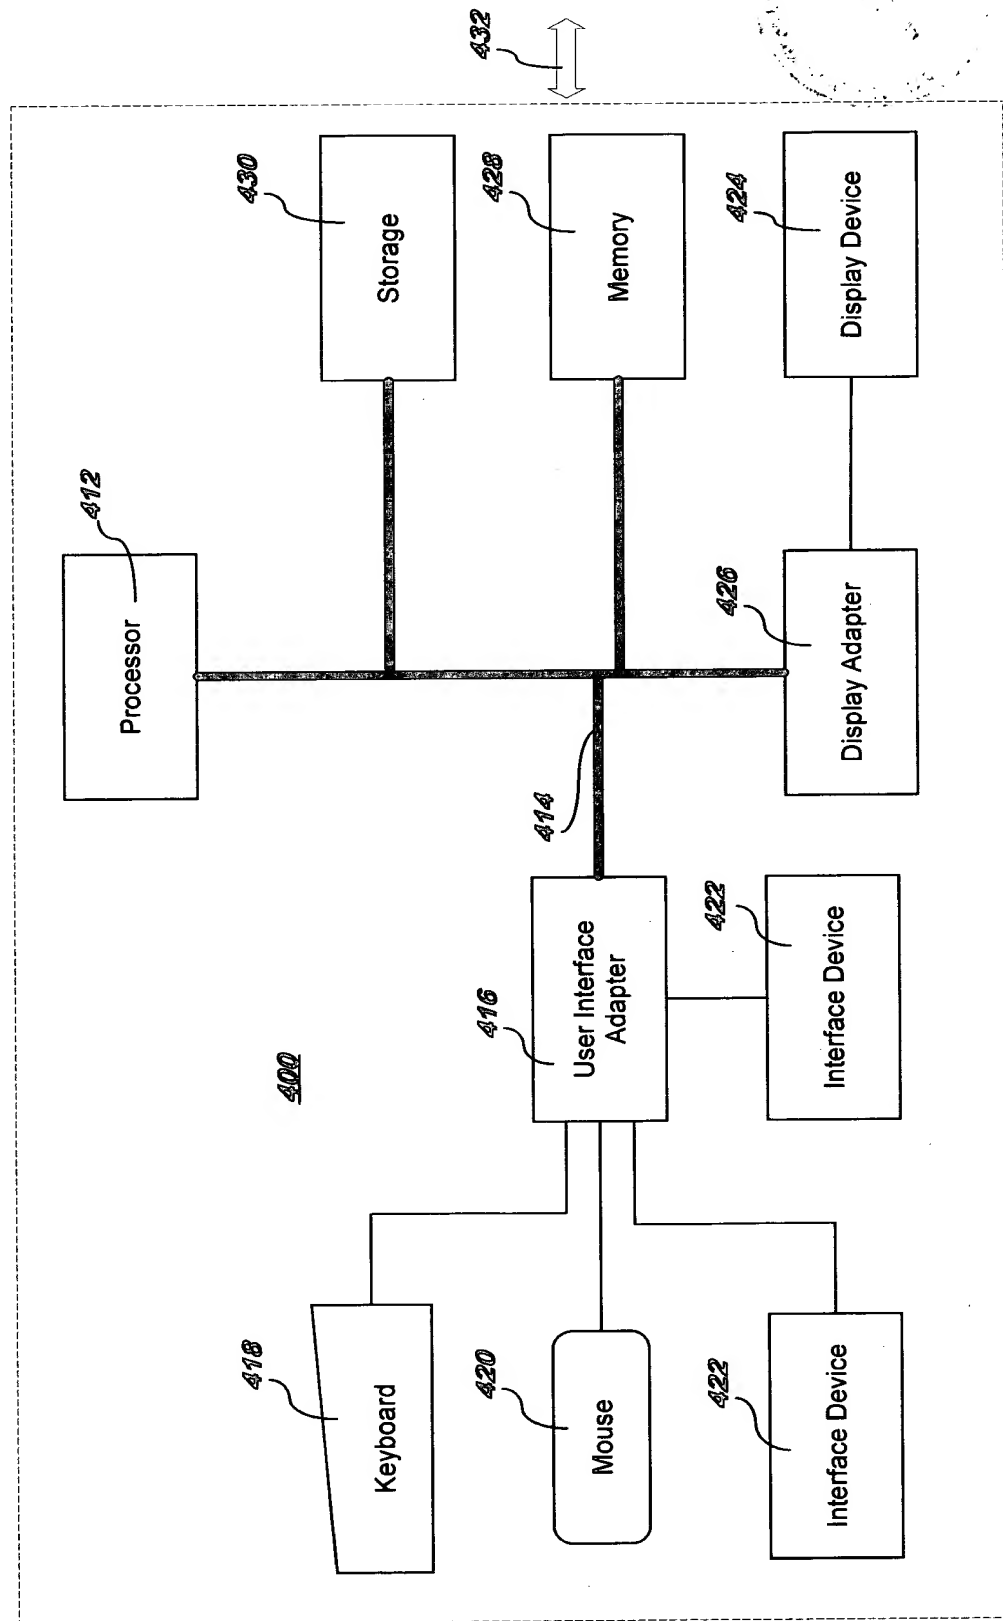 432
430
Storage
428
Memory
424
Display Device
412
Processor
426
Display Adapter
414
416
User Interface
Adapter
422
Interface Device
400
418
Keyboard
420
Mouse
422
Interface Device